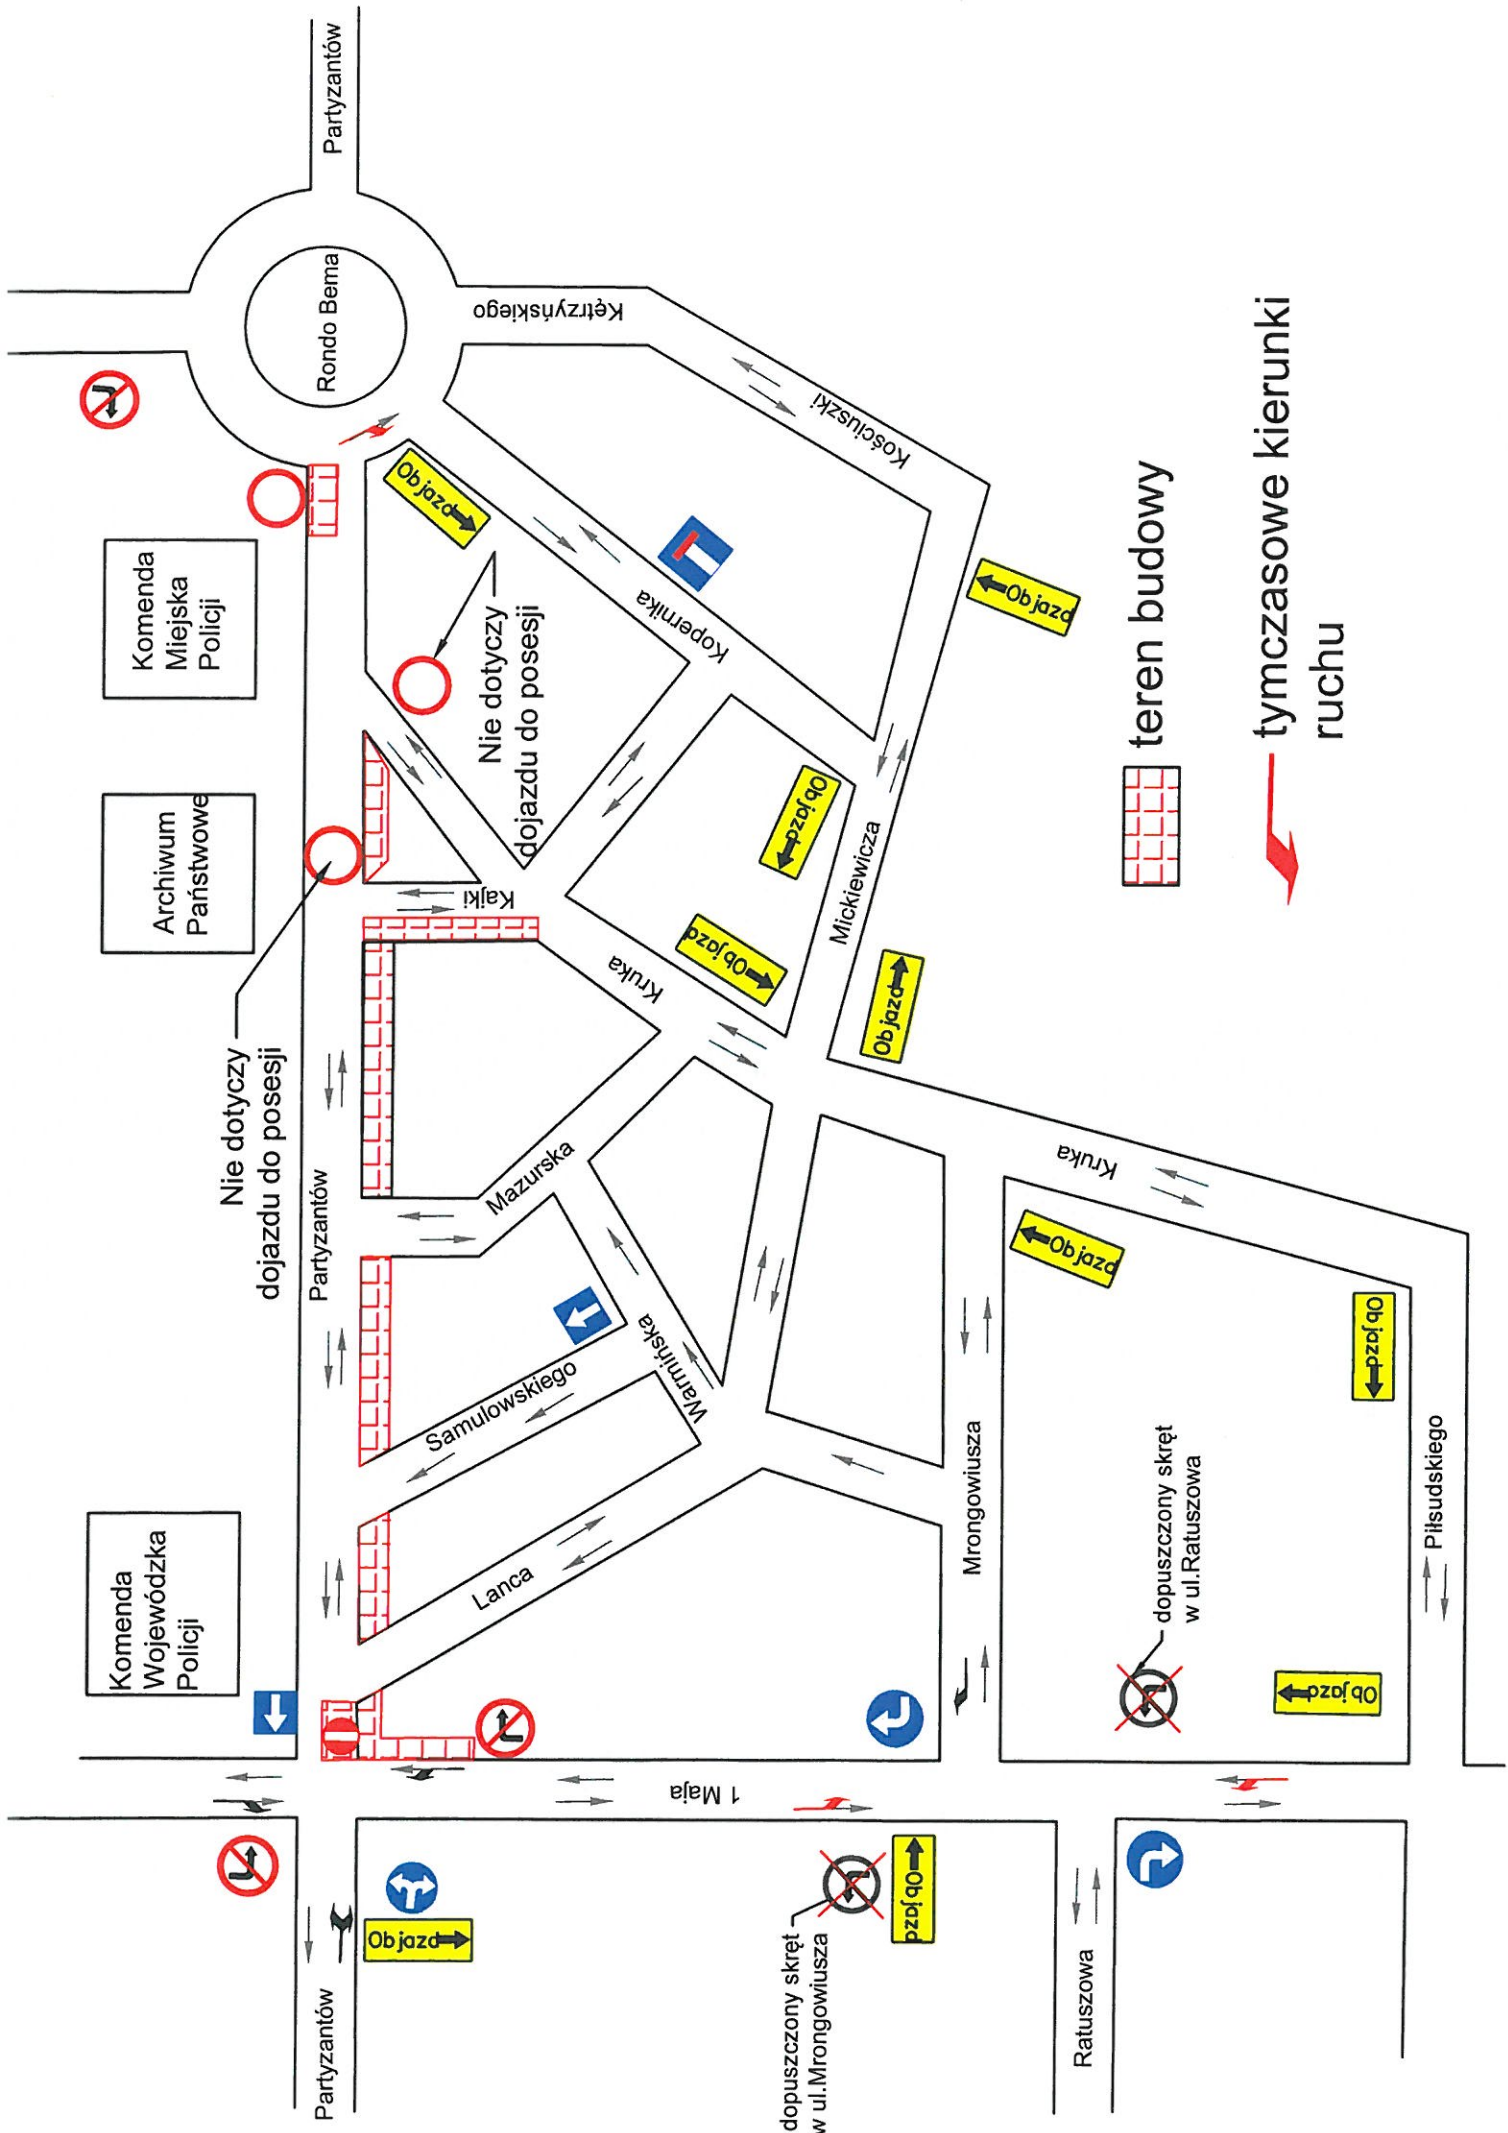 Komenda
Wojewódzka
Policji
Archiwum
Państwowe
Komenda
Miejska
Policji
Nie dotyczy
dojazdu do posesji
Partyzantów
Partyzantów
Rondo Bema
Partyzantów
Objazd
Objazd
Kajki
Nie dotyczy
dojazdu do posesji
Kętrzyńskiego
Lanca
Samulowskiego
Mazurska
Kruka
Kopernika
Warmińska
1 Maja
Objazd
Objazd
Kościuszki
Mickiewicza
dopuszczony skręt
w ul.Mrongowiusza
Objazd
Objazd
Mrongowiusza
Objazd
Kruka
Objazd
Ratuszowa
dopuszczony skręt
w ul.Ratuszowa
Objazd
Objazd
Piłsudskiego
teren budowy
tymczasowe kierunki
ruchu